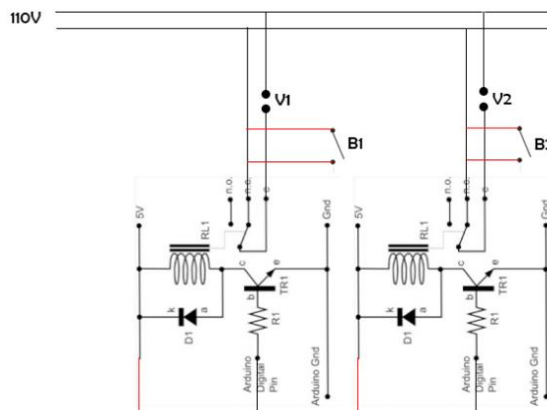 110V
V1
V2
B1
n.o.
n.c.
c
5V
RL1
Gnd
c
e
b
TR1
k
a
D1
R1
Arduino
Digital
Pin
Arduino Gnd
n.o.
n.c.
c
5V
RL1
Gnd
c
e
b
TR1
k
a
D1
R1
Arduino
Digital
Pin
Arduino Gnd